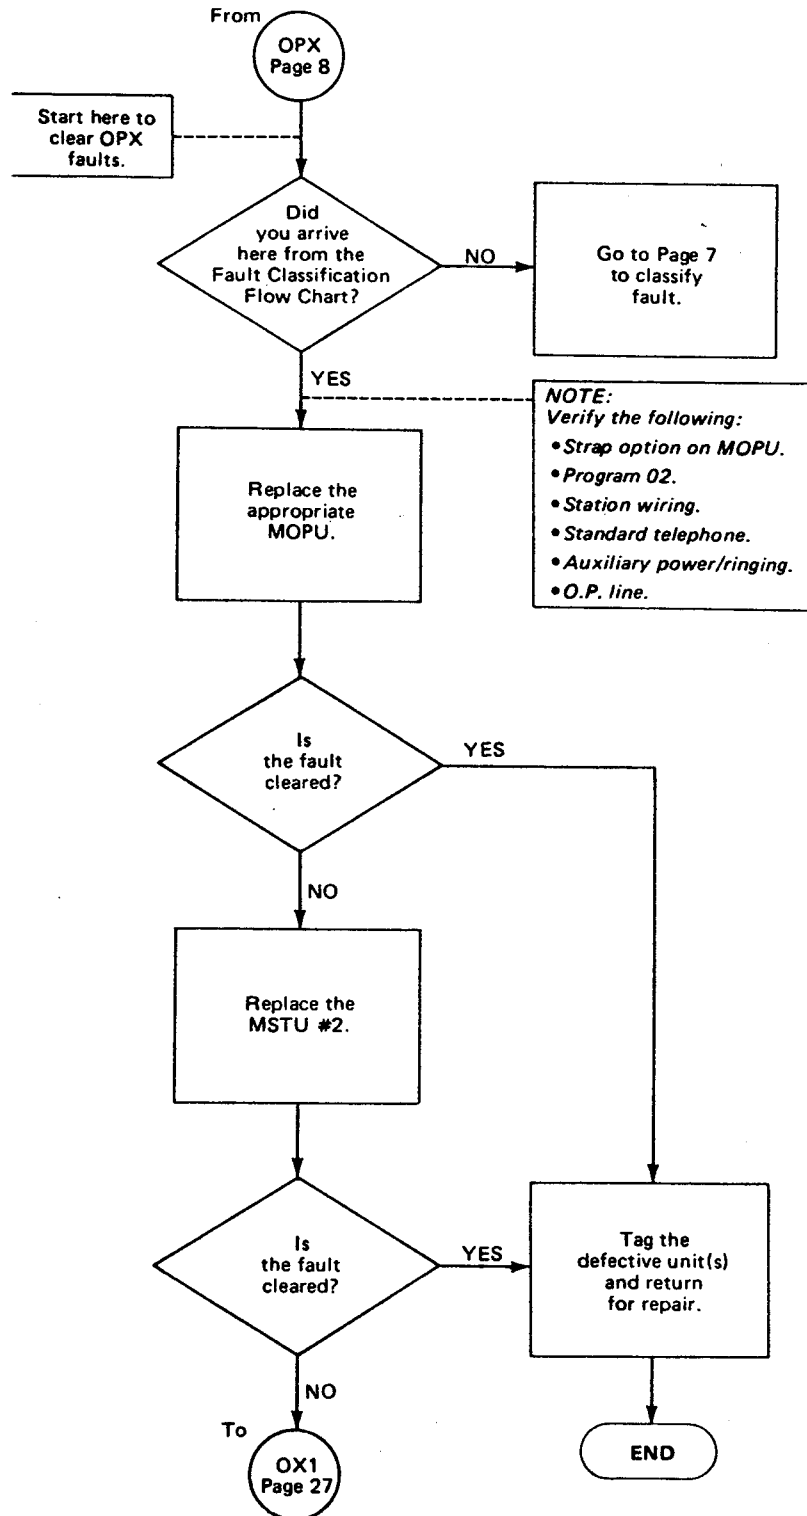 From
OPX
Page 8
Start here to
clear OPX
faults.
Did
you arrive
here from the
Fault Classification
Flow Chart?
NO
Go to Page 7
to classify
fault.
YES
NOTE:
Verify the following:
• Strap option on MOPU.
• Program 02.
• Station wiring.
• Standard telephone.
• Auxiliary power/ringing.
• O.P. line.
Replace the
appropriate
MOPU.
Is
the fault
cleared?
YES
NO
Replace the
MSTU #2.
Is
the fault
cleared?
YES
Tag the
defective unit(s)
and return
for repair.
NO
To
OX1
Page 27
END